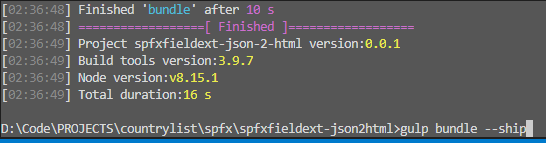 [02:36:48] Finished 'bundle' after 10 s
[02:36:48] ==================[ Finished ]==================
[02:36:49] Project spfxfieldext-json-2-html version:0.0.1
[02:36:49] Build tools version:3.9.7
[02:36:49] Node version:v8.15.1
[02:36:49] Total duration:16 s
D:\Code\PROJECTS\countrylist\spfx\spfxfieldext-json2html>gulp bundle --ship